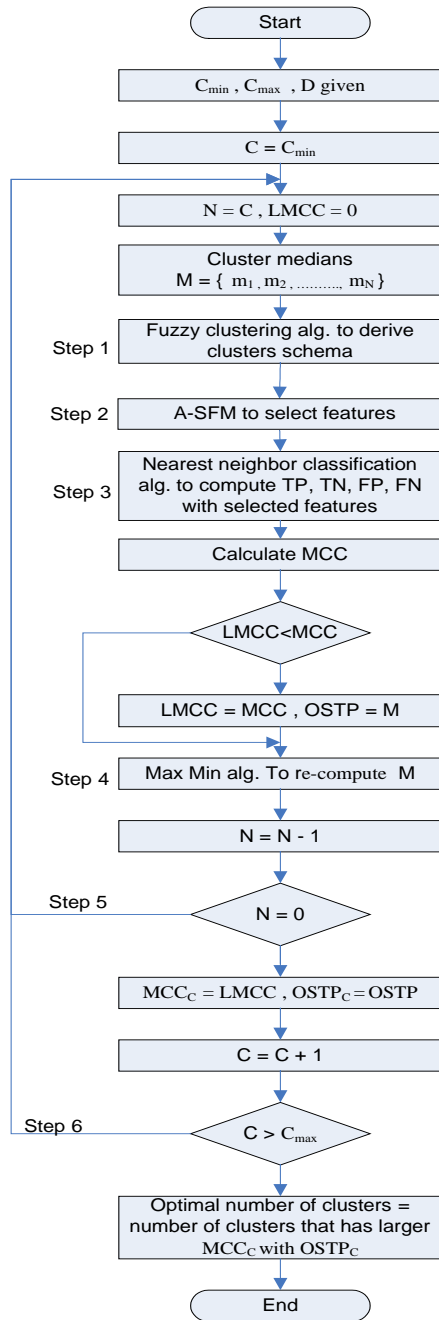 Start
Cmin , Cmax , D given
C = Cmin
N = C , LMCC = 0
Cluster medians
M = { m1 , m2 , .........., mN }
Step 1
Fuzzy clustering alg. to derive
clusters schema
Step 2
A-SFM to select features
Step 3
Nearest neighbor classification
alg. to compute TP, TN, FP, FN
with selected features
Calculate MCC
LMCC<MCC
LMCC = MCC , OSTP = M
Step 4
Max Min alg. To re-compute M
N = N - 1
Step 5
N = 0
MCCC = LMCC , OSTPC = OSTP
C = C + 1
Step 6
C > Cmax
Optimal number of clusters =
number of clusters that has larger
MCCC with OSTPC
End